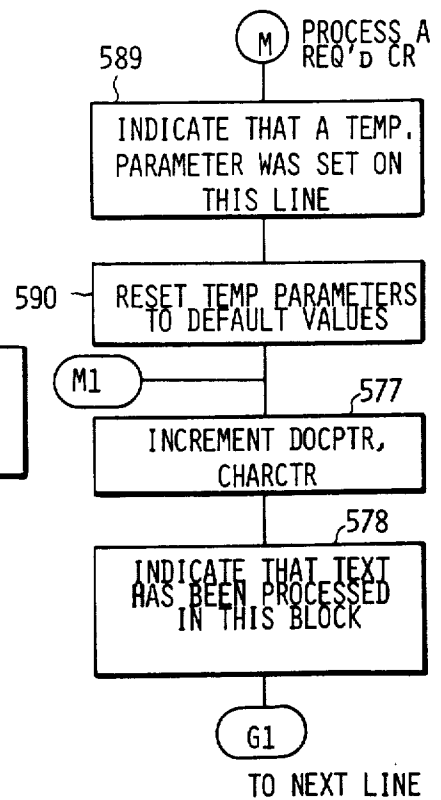 M
PROCESS A
REQ'D CR
589
INDICATE THAT A TEMP.
PARAMETER WAS SET ON
THIS LINE
590
RESET TEMP PARAMETERS
TO DEFAULT VALUES
M1
577
INCREMENT DOCPTR,
CHARCTR
578
INDICATE THAT TEXT
HAS BEEN PROCESSED
IN THIS BLOCK
G1
TO NEXT LINE